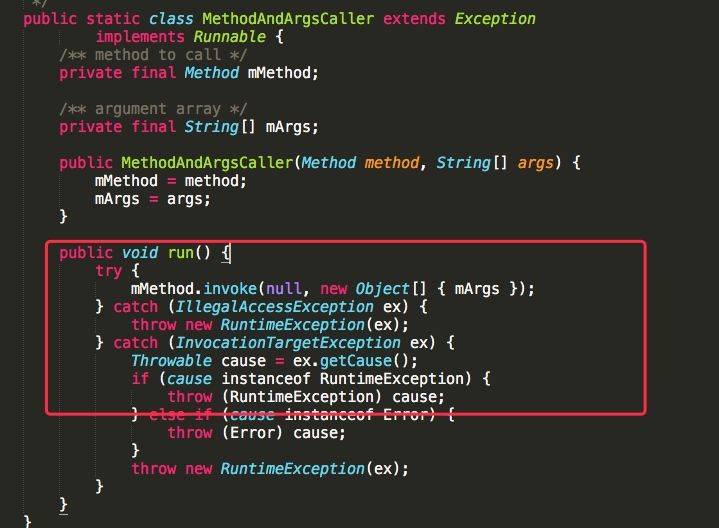 */
public static class MethodAndArgsCaller extends Exception
        implements Runnable {
    /** method to call */
    private final Method mMethod;

    /** argument array */
    private final String[] mArgs;

    public MethodAndArgsCaller(Method method, String[] args) {
        mMethod = method;
        mArgs = args;
    }

    public void run() {
        try {
            mMethod.invoke(null, new Object[] { mArgs });
        } catch (IllegalAccessException ex) {
            throw new RuntimeException(ex);
        } catch (InvocationTargetException ex) {
            Throwable cause = ex.getCause();
            if (cause instanceof RuntimeException) {
                throw (RuntimeException) cause;
            } else if (cause instanceof Error) {
                throw (Error) cause;
            }
            throw new RuntimeException(ex);
        }
    }
}